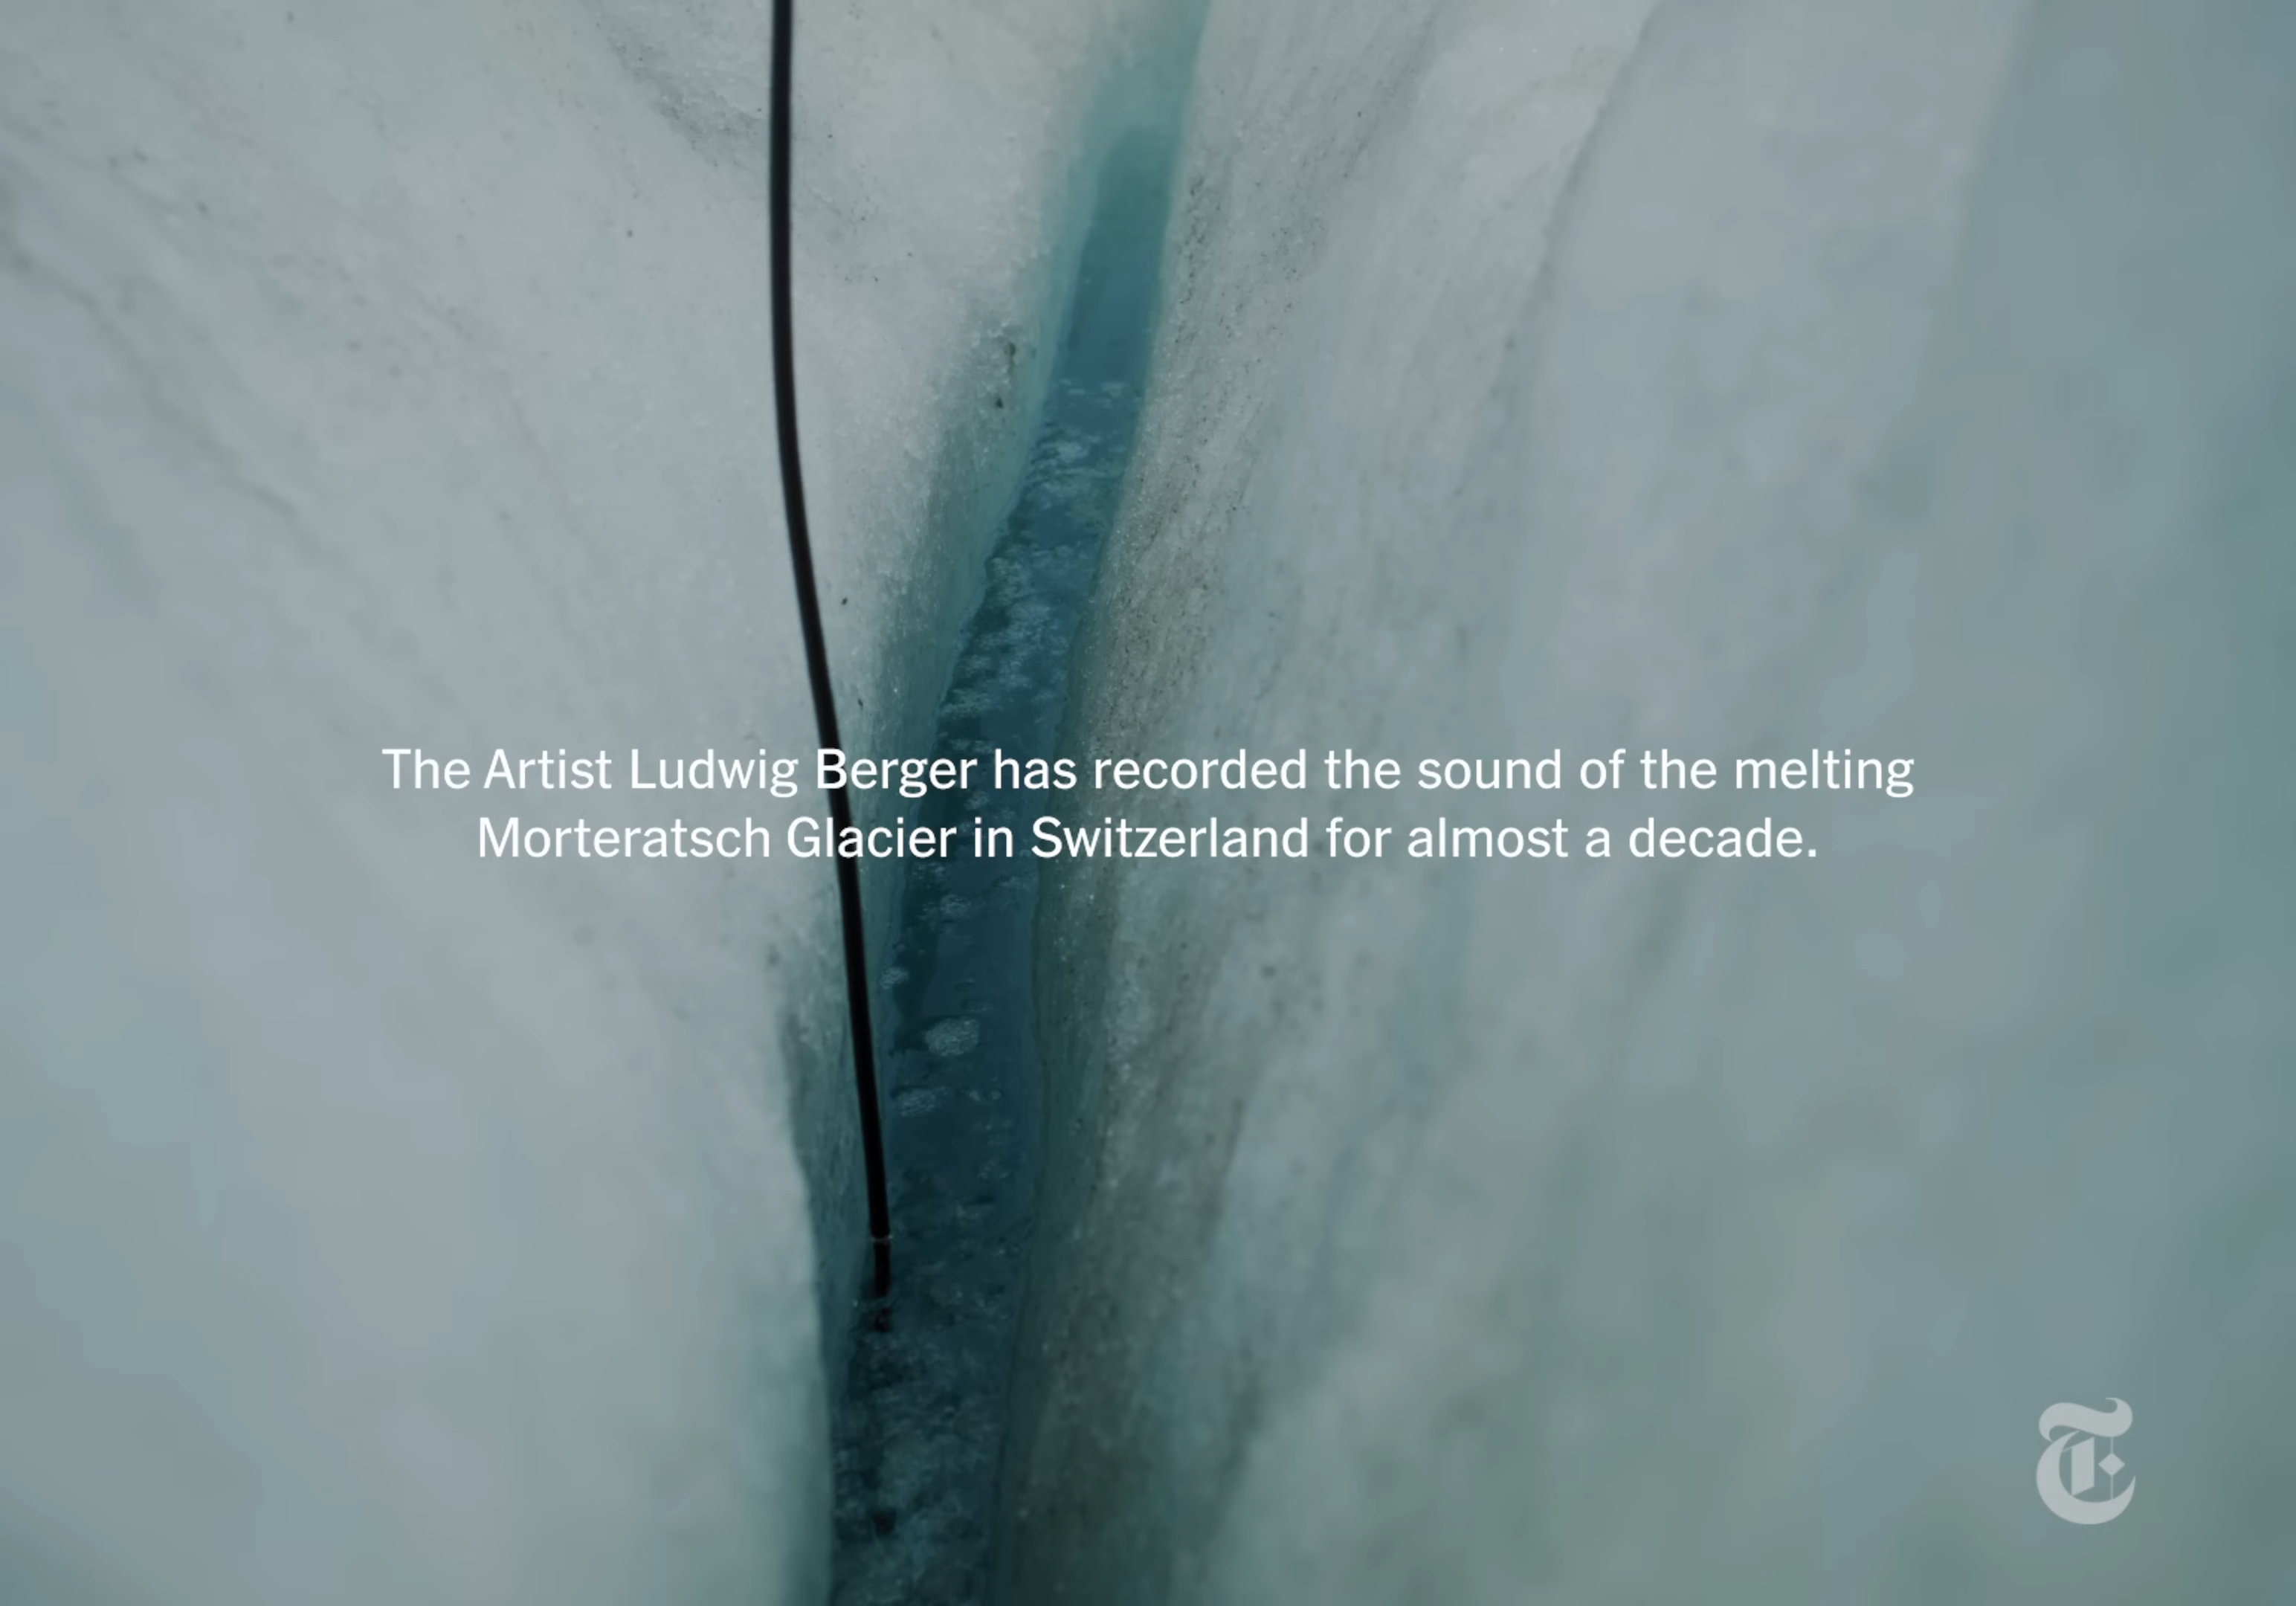 The Artist Ludwig Berger has recorded the sound of the melting
Morteratsch Glacier in Switzerland for almost a decade.
T